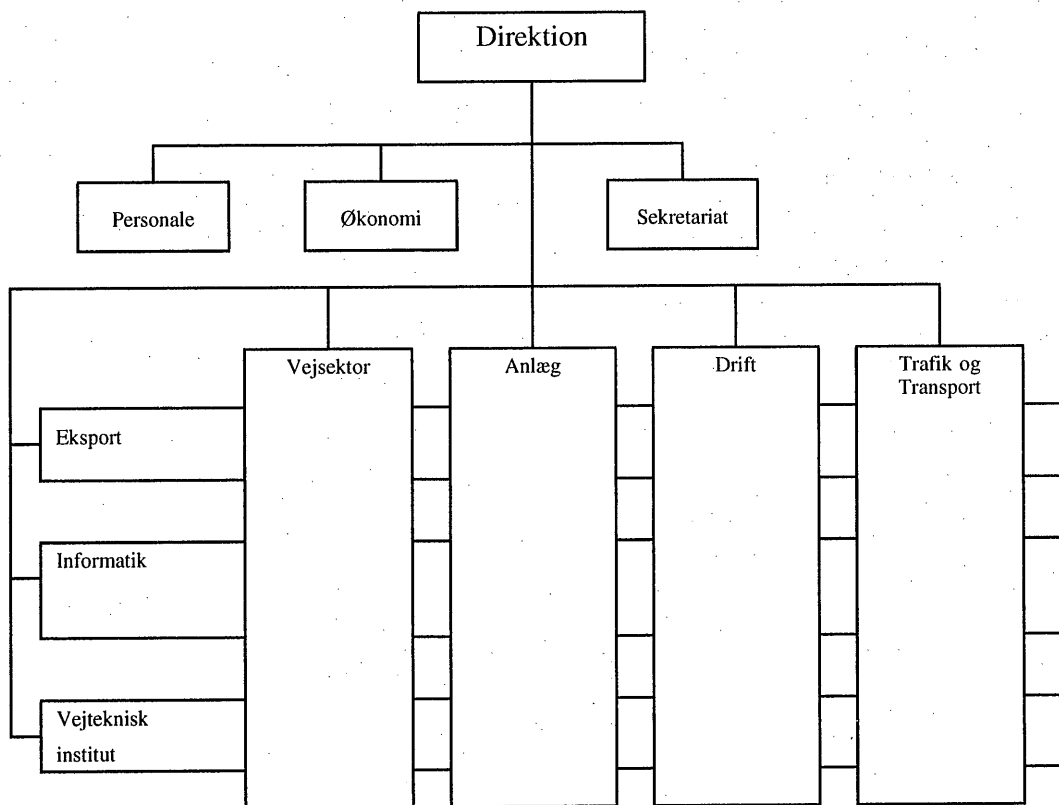 Direktion
Personale
Økonomi
Sekretariat
Vejsektor
Anlæg
Drift
Trafik og
Transport
Eksport
Informatik
Vejteknisk
institut